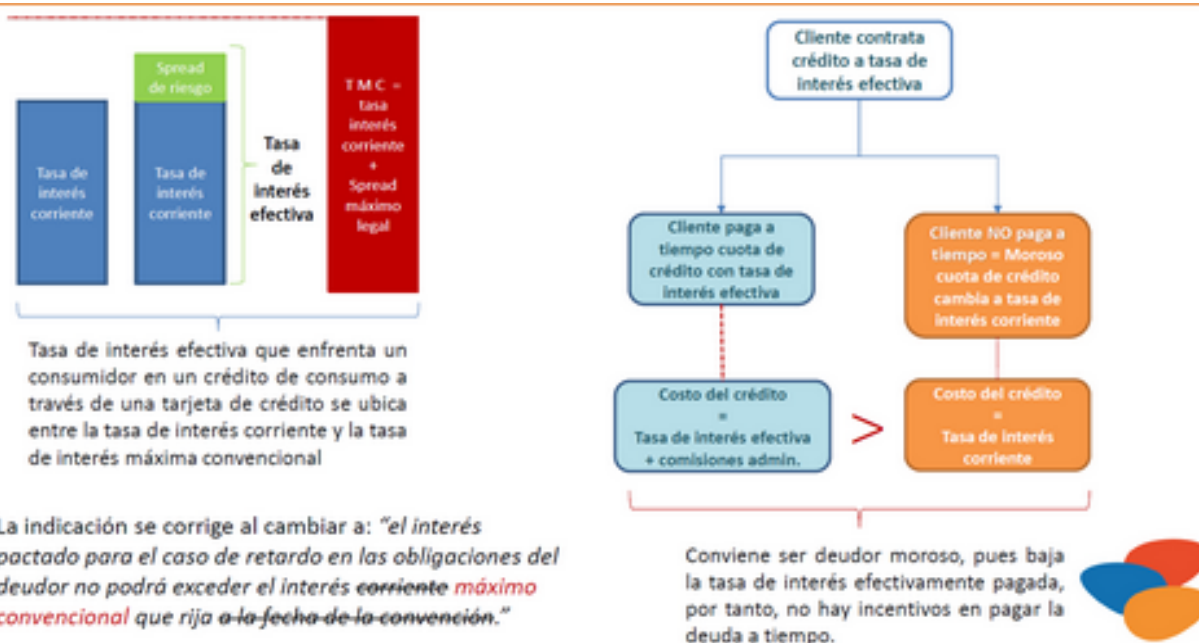 Spread
de riesgo
Tasa de
interés
corriente
Tasa de
interés
corriente
Tasa
de
interés
efectiva
T M C =
tasa
interés
corriente
+
Spread
máximo
legal
Tasa de interés efectiva que enfrenta un
consumidor en un crédito de consumo a
través de una tarjeta de crédito se ubica
entre la tasa de interés corriente y la tasa
de interés máxima convencional
La indicación se corrige al cambiar a: "el interés
pactado para el caso de retardo en las obligaciones del
deudor no podrá exceder el interés corriente máximo
convencional que rija a la fecha de la convención."
Cliente contrata
crédito a tasa de
interés efectiva
Cliente paga a
tiempo cuota de
crédito con tasa de
interés efectiva
Cliente NO paga a
tiempo = Moroso
cuota de crédito
cambia a tasa de
interés corriente
Costo del crédito
=
Tasa de interés efectiva
+ comisiones admin.
>
Costo del crédito
=
Tasa de interés
corriente
Conviene ser deudor moroso, pues baja
la tasa de interés efectivamente pagada,
por tanto, no hay incentivos en pagar la
deuda a tiempo.